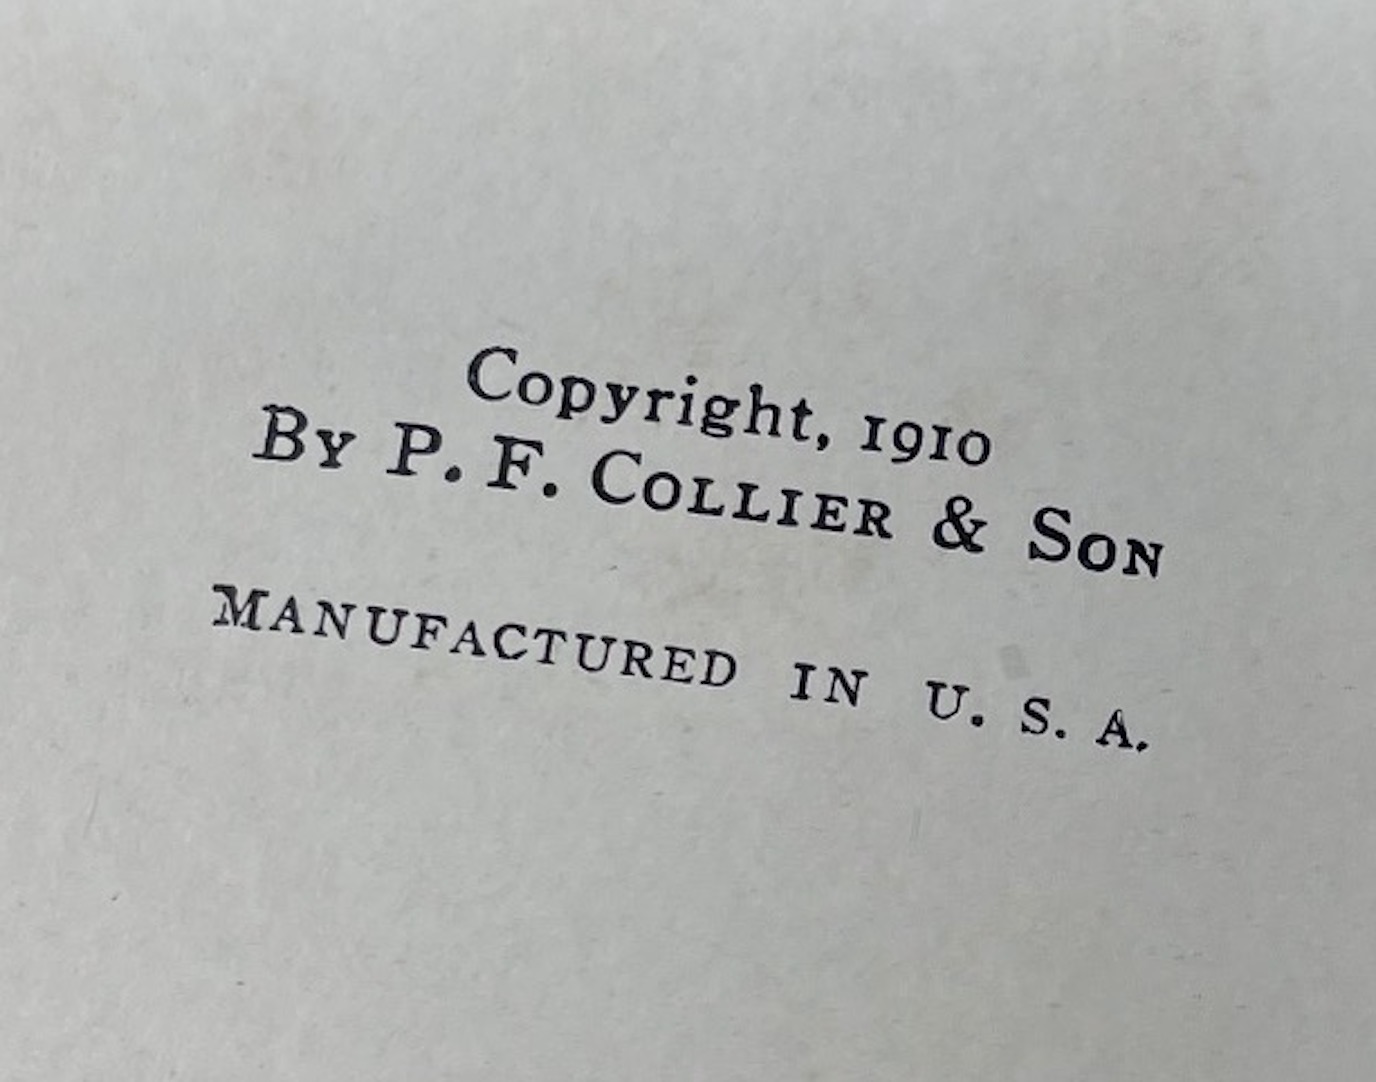 Copyright, 1910
By P. F. Collier & Son
MANUFACTURED IN U. S. A.